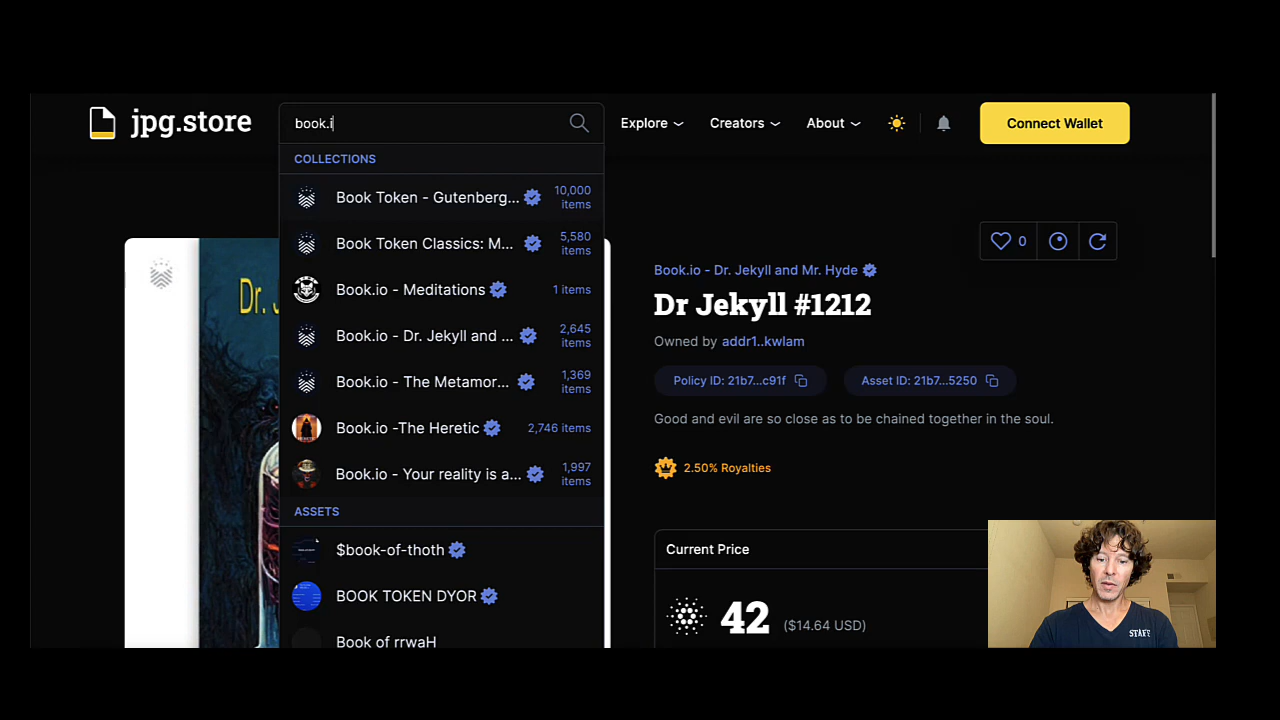 jpg.store
book.i
Explore
Creators
About
Connect Wallet
COLLECTIONS
Book Token - Gutenberg...
10,000
items
Book Token Classics: M...
5,580
items
Book.io - Meditations
1 items
Book.io - Dr. Jekyll and ...
2,645
items
Book.io - The Metamor...
1,369
items
Book.io -The Heretic
2,746 items
Book.io - Your reality is a...
1,997
items
ASSETS
$book-of-thoth
BOOK TOKEN DYOR
Book of rrwaH
Dr. J
0
Book.io - Dr. Jekyll and Mr. Hyde
Dr Jekyll #1212
Owned by addr1..kwlam
Policy ID: 21b7...c91f
Asset ID: 21b7...5250
Good and evil are so close as to be chained together in the soul.
2.50% Royalties
Current Price
42 ($14.64 USD)
STAFF